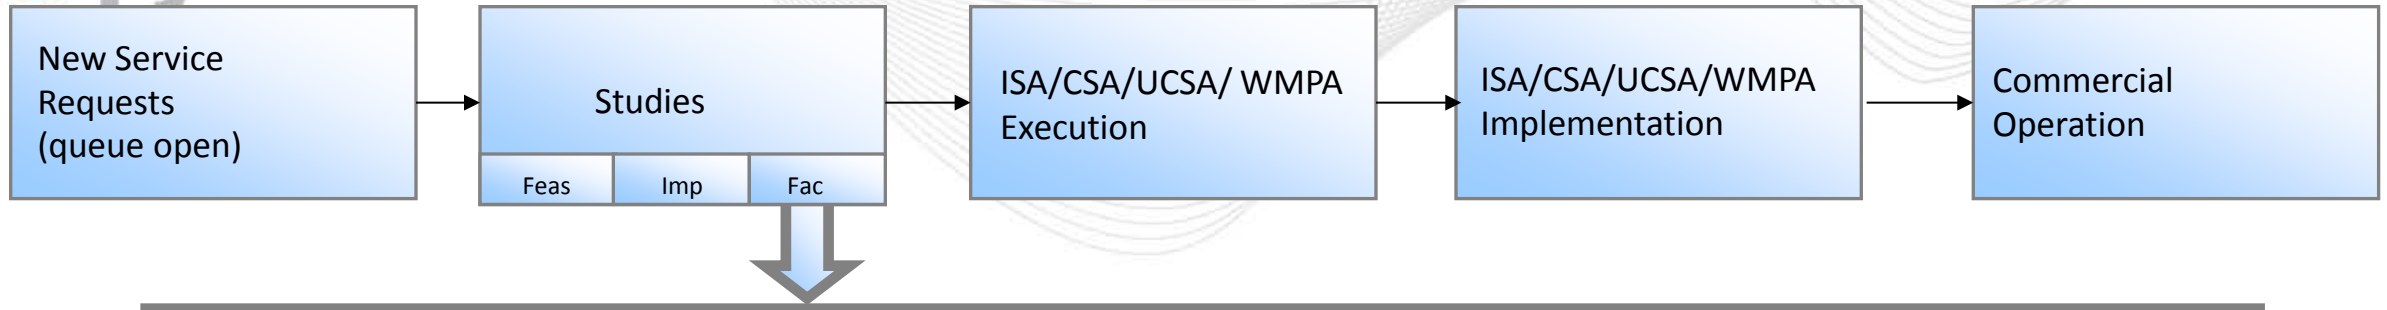 New Service
Requests
(queue open)
Studies
Feas
Imp
Fac
ISA/CSA/UCSA/ WMPA
Execution
ISA/CSA/UCSA/WMPA
Implementation
Commercial
Operation